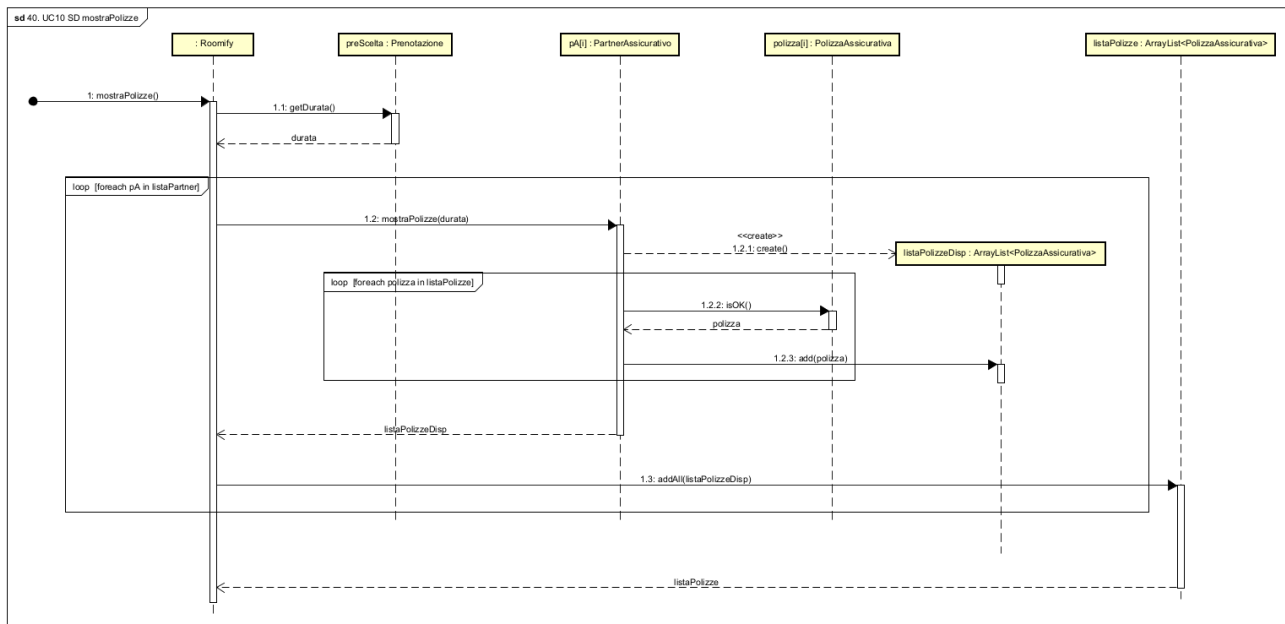 sd 40. UC10 SD mostraPolizze
: Roomify
preScelta : Prenotazione
pA[i] : PartnerAssicurativo
polizza[i] : PolizzaAssicurativa
listaPolizze : ArrayList<PolizzaAssicurativa>
1: mostraPolizze()
1.1: getDurata()
durata
loop [foreach pA in listaPartner]
1.2: mostraPolizze(durata)
<<create>>
1.2.1: create()
listaPolizzeDisp : ArrayList<PolizzaAssicurativa>
loop [foreach polizza in listaPolizze]
1.2.2: isOK()
polizza
1.2.3: add(polizza)
listaPolizzeDisp
1.3: addAll(listaPolizzeDisp)
listaPolizze